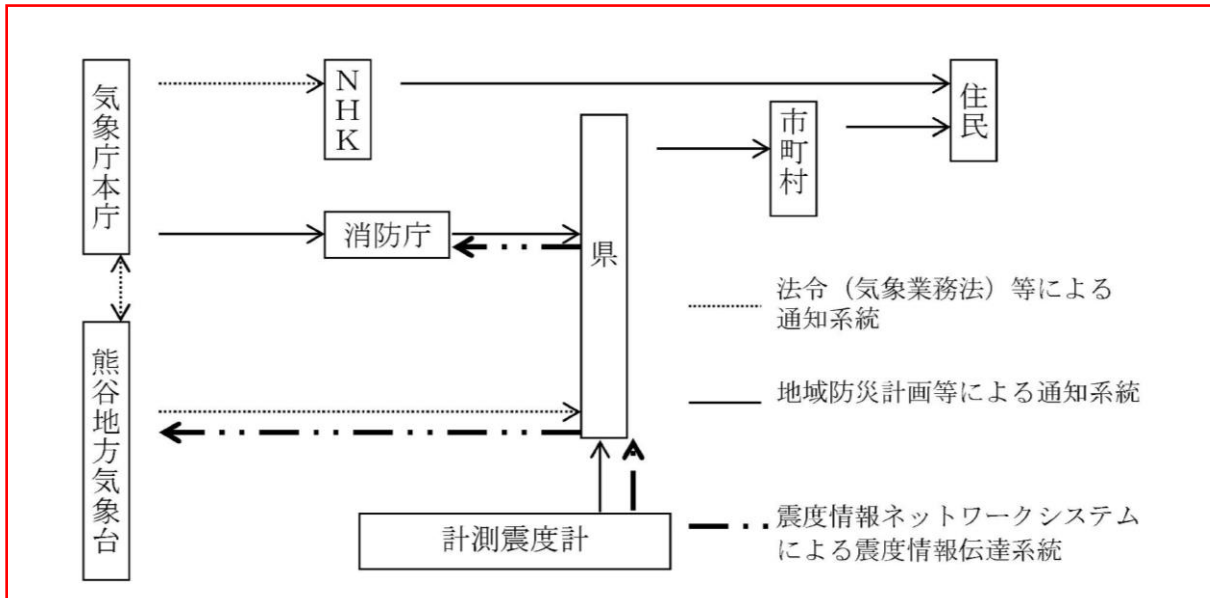 気象庁本庁
NHK
住民
市町村
消防庁
県
熊谷地方気象台
計測震度計
法令（気象業務法）等による
通知系統
地域防災計画等による通知系統
震度情報ネットワークシステム
による震度情報伝達系統